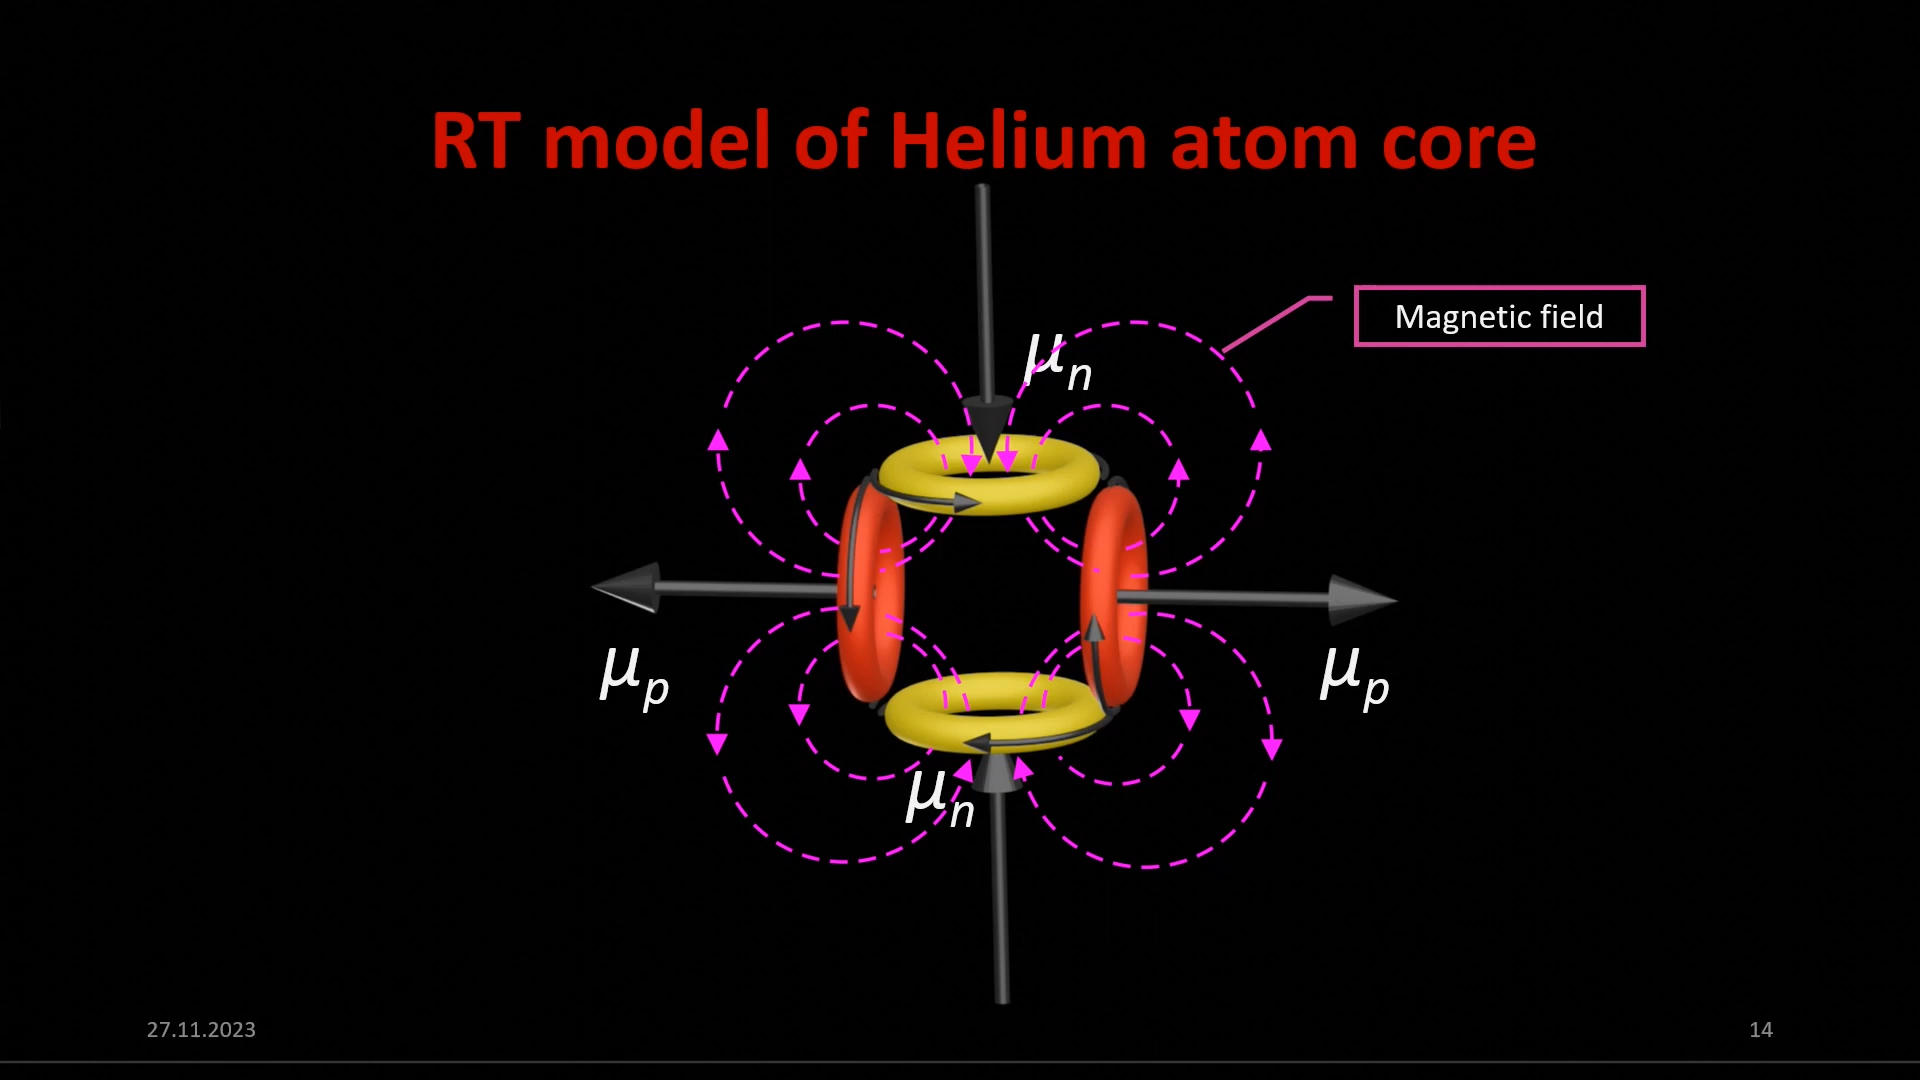 RT model of Helium atom core
Magnetic field
μn
μp
μp
μn
27.11.2023
14